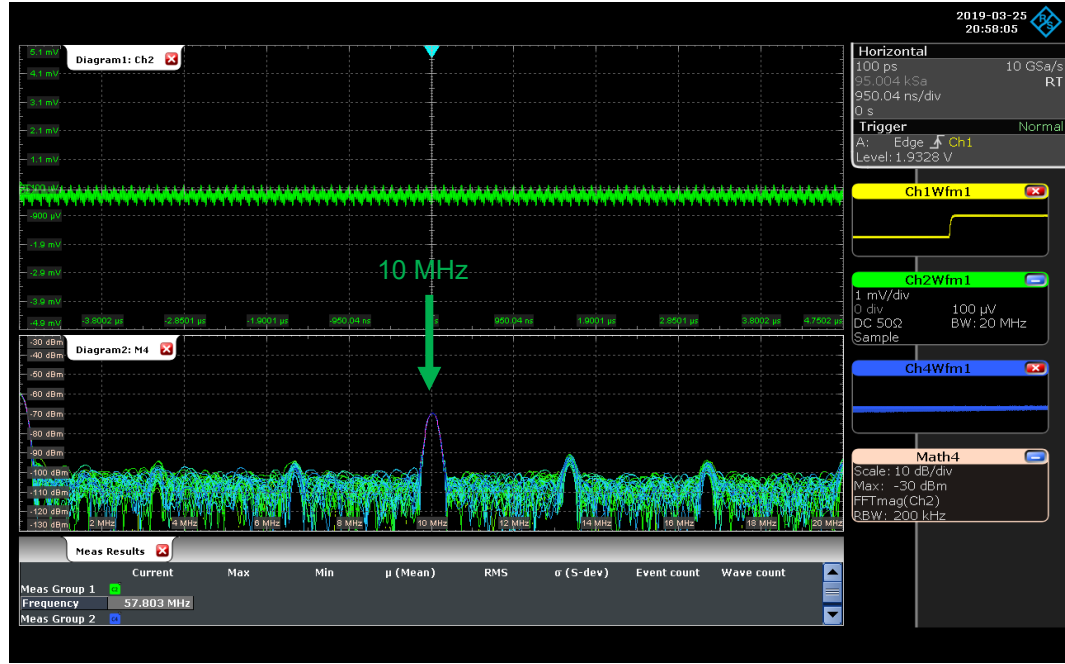 2019-03-25
20:58:05
Diagram1: Ch2
5.1 mV
4.1 mV
3.1 mV
2.1 mV
1.1 mV
-900 µV
-1.9 mV
-2.9 mV
-3.9 mV
-4.9 mV
-3.8002 µs -2.8501 µs -1.9001 µs -950.04 ns 950.04 ns 1.9001 µs 2.8501 µs 3.8002 µs 4.7502 µs
10 MHz
Diagram2: M4
-30 dBm
-40 dBm
-50 dBm
-60 dBm
-70 dBm
-80 dBm
-90 dBm
-100 dBm
-110 dBm
-120 dBm
-130 dBm
2 MHz 4 MHz 6 MHz 8 MHz 10 MHz 12 MHz 14 MHz 16 MHz 18 MHz 20 MHz
Meas Results
Current Max Min µ (Mean) RMS σ (S-dev) Event count Wave count
Meas Group 1
Frequency 57.803 MHz
Meas Group 2
Horizontal
100 ps 10 GSa/s
95.004 kSa RT
950.04 ns/div
0 s
Trigger Normal
A: Edge Ch1
Level: 1.9328 V
Ch1Wfm1
Ch2Wfm1
1 mV/div
0 div 100 µV
DC 50Ω BW: 20 MHz
Sample
Ch4Wfm1
Math4
Scale: 10 dB/div
Max: -30 dBm
FFTmag(Ch2)
RBW: 200 kHz